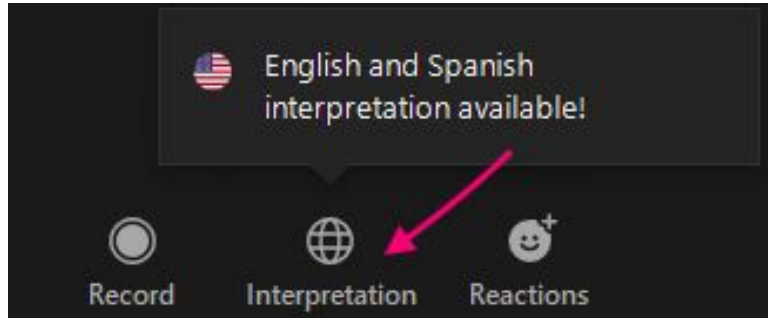 English and Spanish
interpretation available!
Record
Interpretation
Reactions